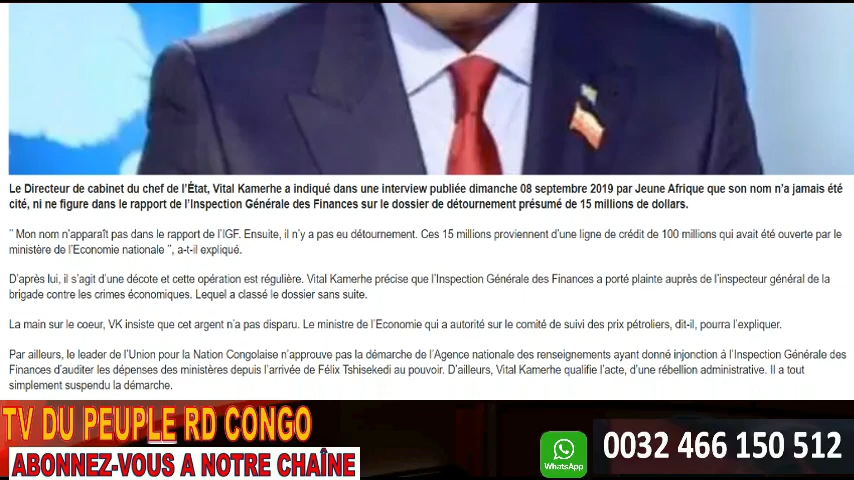 Le Directeur de cabinet du chef de l'État, Vital Kamerhe a indiqué dans une interview publiée dimanche 08 septembre 2019 par Jeune Afrique que son nom n'a jamais été
cité, ni ne figure dans le rapport de l'Inspection Générale des Finances sur le dossier de détournement présumé de 15 millions de dollars.
" Mon nom n'apparaît pas dans le rapport de l'IGF. Ensuite, il n'y a pas eu détournement. Ces 15 millions proviennent d'une ligne de crédit de 100 millions qui avait été ouverte par le
ministère de l'Economie nationale ", a-t-il expliqué.
D'après lui, il s'agit d'une décote et cette opération est régulière. Vital Kamerhe précise que l'Inspection Générale des Finances a porté plainte auprès de l'inspecteur général de la
brigade contre les crimes économiques. Lequel a classé le dossier sans suite.
La main sur le coeur, VK insiste que cet argent n'a pas disparu. Le ministre de l'Economie qui a autorité sur le comité de suivi des prix pétroliers, dit-il, pourra l'expliquer.
Par ailleurs, le leader de l'Union pour la Nation Congolaise n'approuve pas la démarche de l'Agence nationale des renseignements ayant donné injonction à l'Inspection Générale des
Finances d'auditer les dépenses des ministères depuis l'arrivée de Félix Tshisekedi au pouvoir. D'ailleurs, Vital Kamerhe qualifie l'acte, d'une rébellion administrative. Il a tout
simplement suspendu la démarche.
TV DU PEUPLE RD CONGO
ABONNEZ-VOUS A NOTRE CHAÎNE
WhatsApp
0032 466 150 512